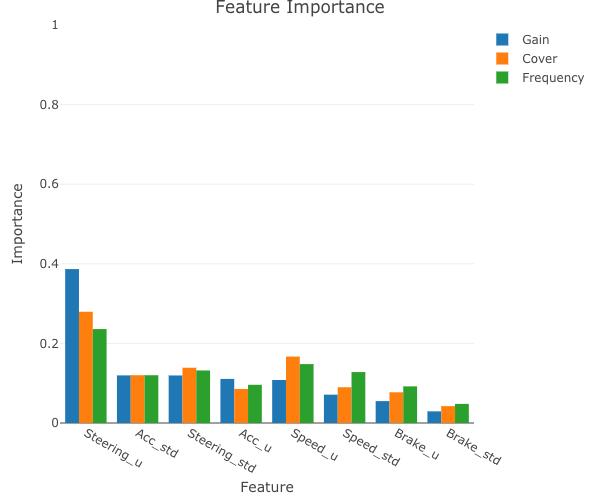 Feature Importance
1
0.8
0.6
0.4
0.2
0
Importance
Steering_u
Acc_std
Steering_std
Acc_u
Speed_u
Speed_std
Brake_u
Brake_std
Feature
Gain
Cover
Frequency